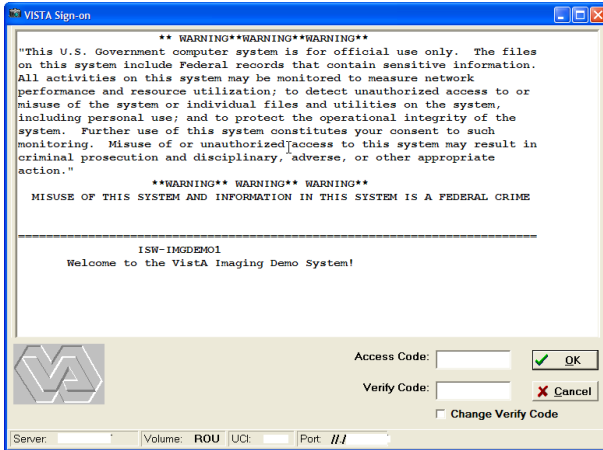 VISTA Sign-on
** WARNING**WARNING**WARNING**
"This U.S. Government computer system is for official use only.  The files
on this system include Federal records that contain sensitive information.
All activities on this system may be monitored to measure network
performance and resource utilization; to detect unauthorized access to or
misuse of the system or individual files and utilities on the system,
including personal use; and to protect the operational integrity of the
system.  Further use of this system constitutes your consent to such
monitoring.  Misuse of or unauthorized access to this system may result in
criminal prosecution and disciplinary, adverse, or other appropriate
action."
**WARNING** WARNING** WARNING**
MISUSE OF THIS SYSTEM AND INFORMATION IN THIS SYSTEM IS A FEDERAL CRIME
================================================================================
ISW-IMGDEMO1
Welcome to the VistA Imaging Demo System!
Access Code:
OK
Verify Code:
Cancel
Change Verify Code
Server: Volume: ROU UCI: Port: //./